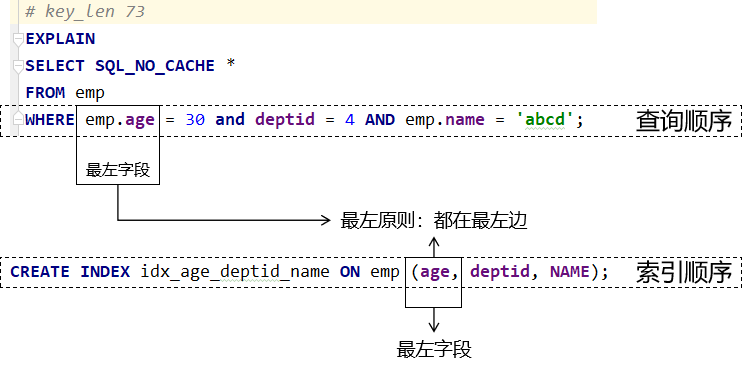 # key_len 73
EXPLAIN
SELECT SQL_NO_CACHE *
FROM emp
WHERE emp.age = 30 and deptid = 4 AND emp.name = 'abcd'; 查询顺序
最左字段
最左原则：都在最左边
CREATE INDEX idx_age_deptid_name ON emp (age, deptid, NAME); 索引顺序
最左字段